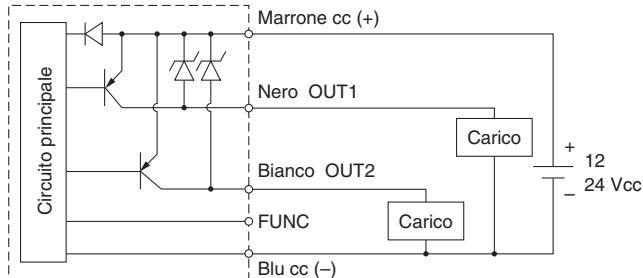 Circuito principale
Marrone cc (+)
Nero OUT1
Carico
+
12
24 Vcc
–
Bianco OUT2
Carico
FUNC
Blu cc (–)